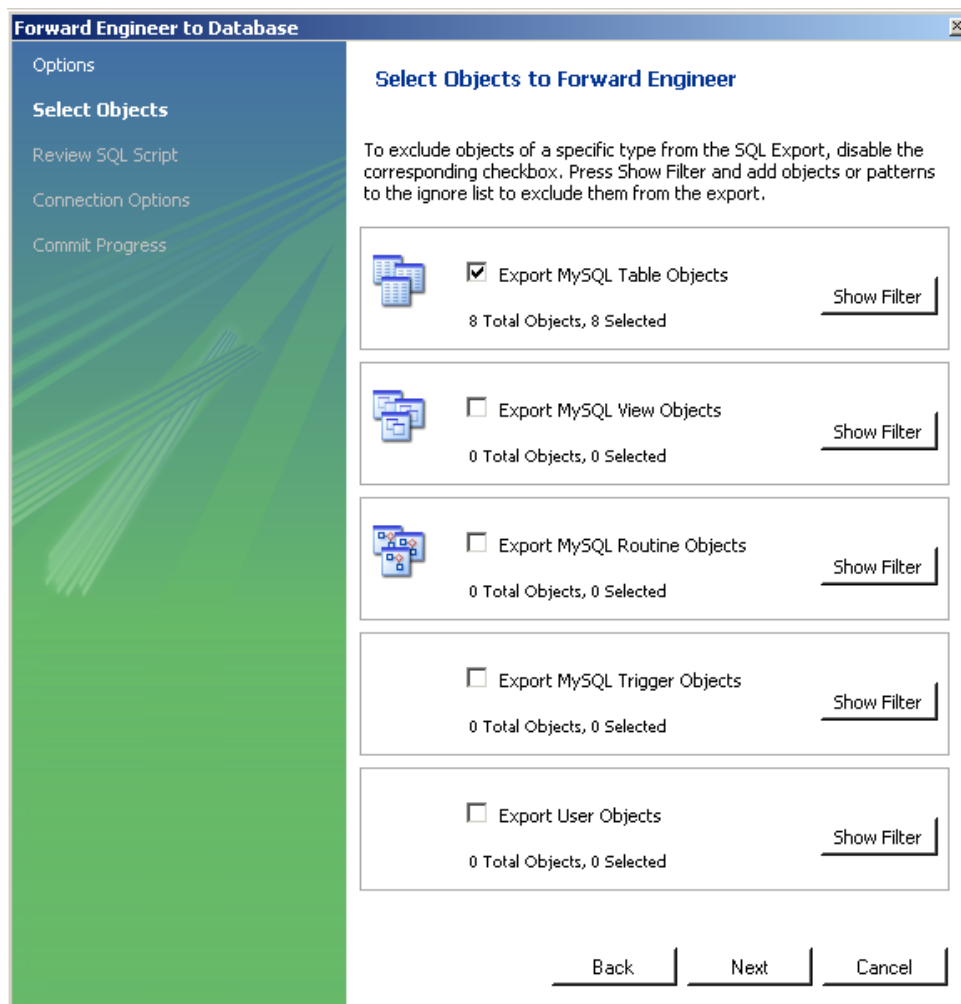 Forward Engineer to Database
Options
Select Objects
Review SQL Script
Connection Options
Commit Progress
Select Objects to Forward Engineer
To exclude objects of a specific type from the SQL Export, disable the
corresponding checkbox. Press Show Filter and add objects or patterns
to the ignore list to exclude them from the export.
Export MySQL Table Objects
Show Filter
8 Total Objects, 8 Selected
Export MySQL View Objects
Show Filter
0 Total Objects, 0 Selected
Export MySQL Routine Objects
Show Filter
0 Total Objects, 0 Selected
Export MySQL Trigger Objects
Show Filter
0 Total Objects, 0 Selected
Export User Objects
Show Filter
0 Total Objects, 0 Selected
Back
Next
Cancel